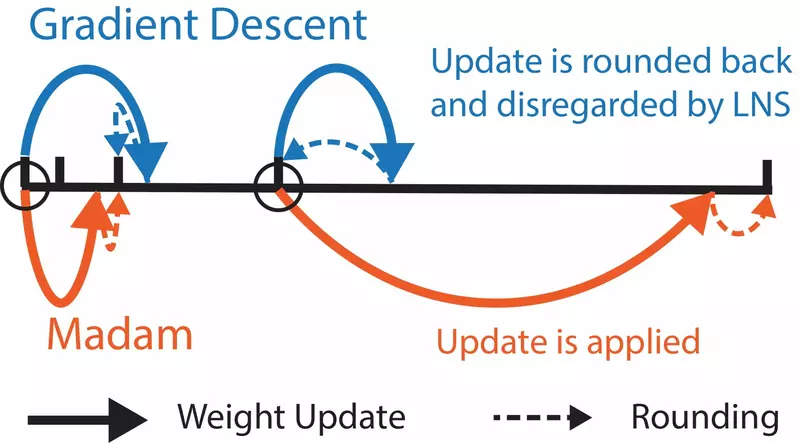 Gradient Descent
Update is rounded back
and disregarded by LNS
Madam
Update is applied
Weight Update
Rounding